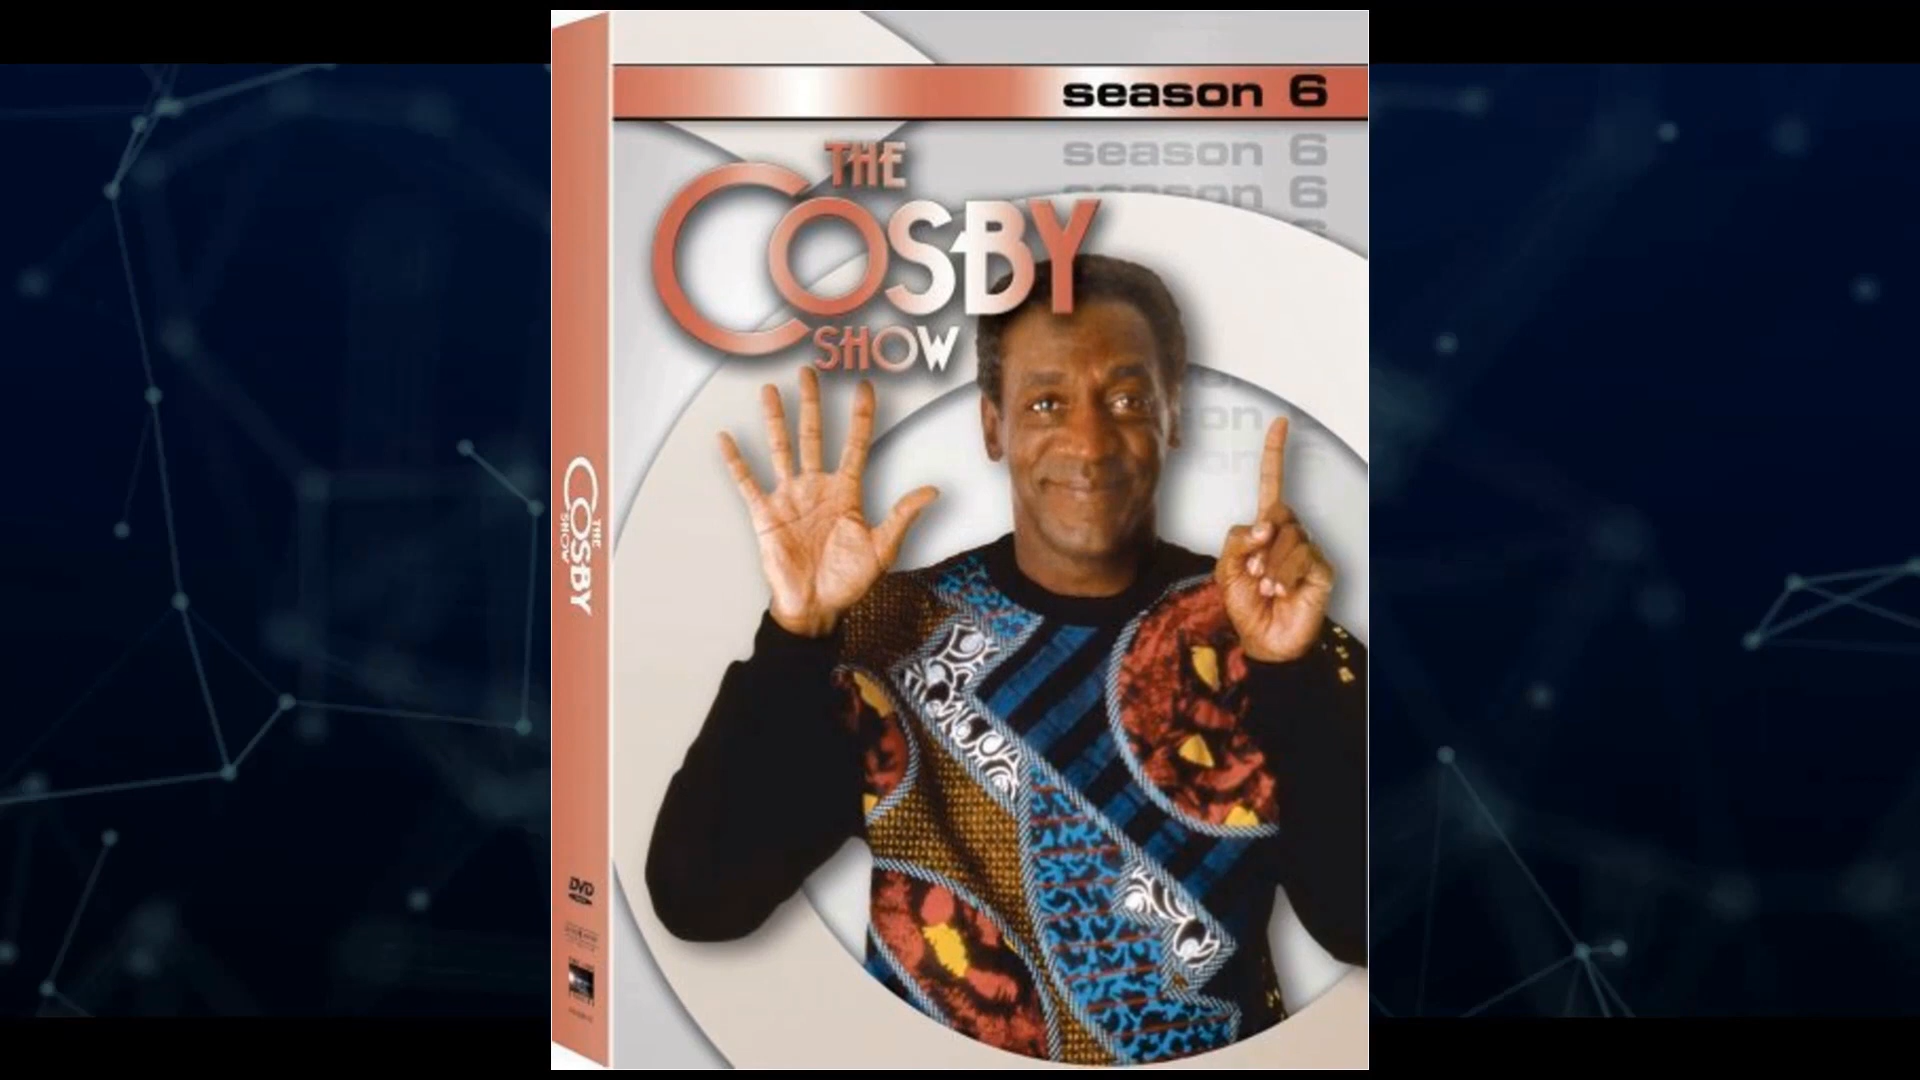 season 6
season 6
season 6
THE
COSBY
SHOW
THE
COSBY
SHOW
DVD